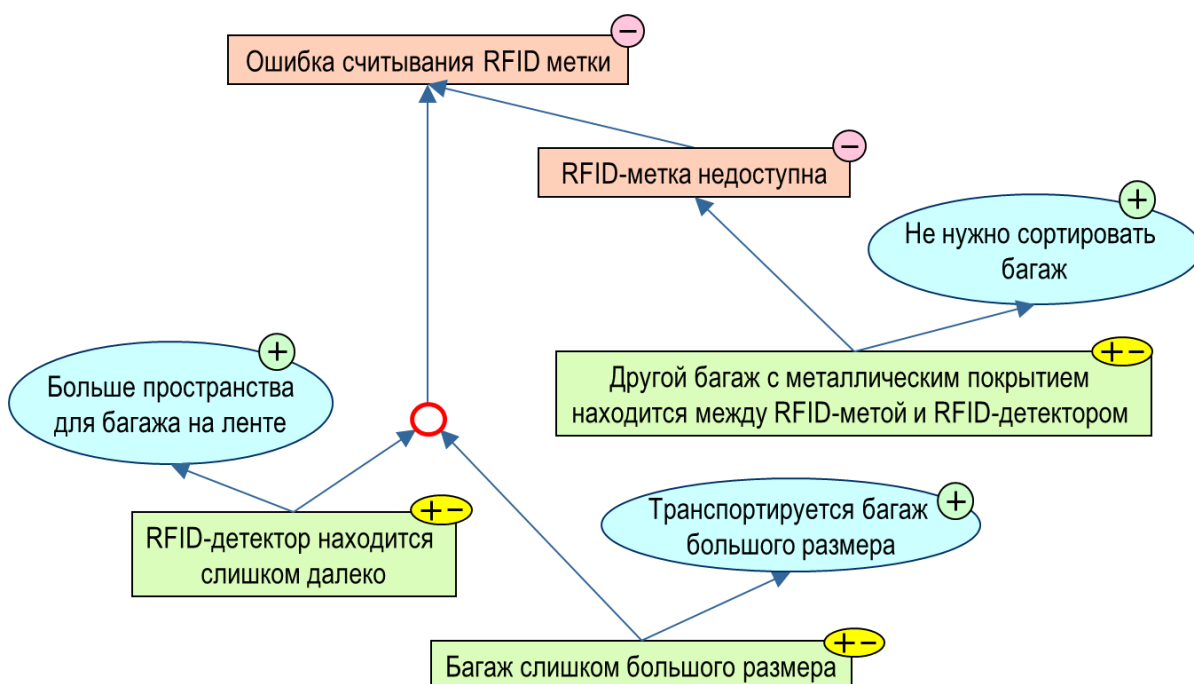 Ошибка считывания RFID метки
RFID-метка недоступна
Не нужно сортировать
багаж
Больше пространства
для багажа на ленте
Другой багаж с металлическим покрытием
находится между RFID-метой и RFID-детектором
RFID-детектор находится
слишком далеко
Транспортируется багаж
большого размера
Багаж слишком большого размера